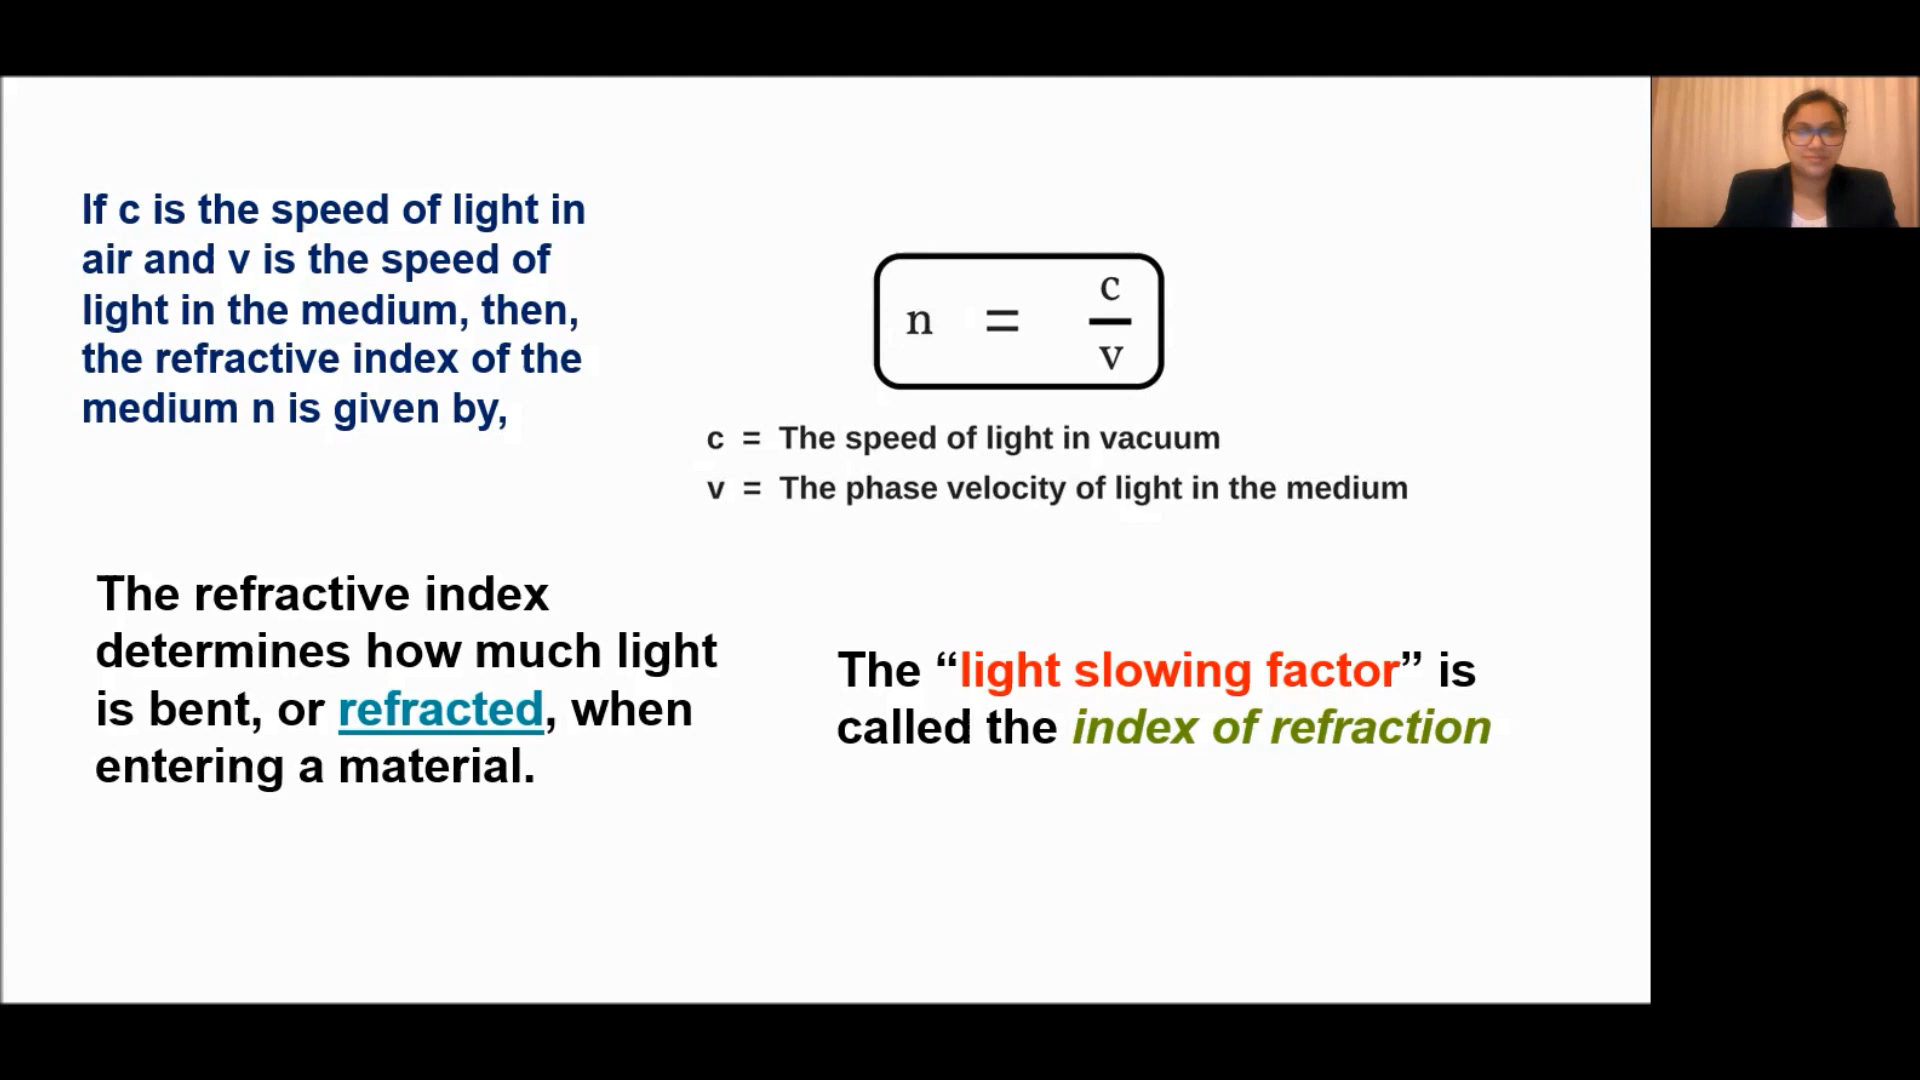 If c is the speed of light in
air and v is the speed of
light in the medium, then,
the refractive index of the
medium n is given by,
n = c
v
c = The speed of light in vacuum
v = The phase velocity of light in the medium
The refractive index
determines how much light
is bent, or refracted, when
entering a material.
The “light slowing factor” is
called the index of refraction